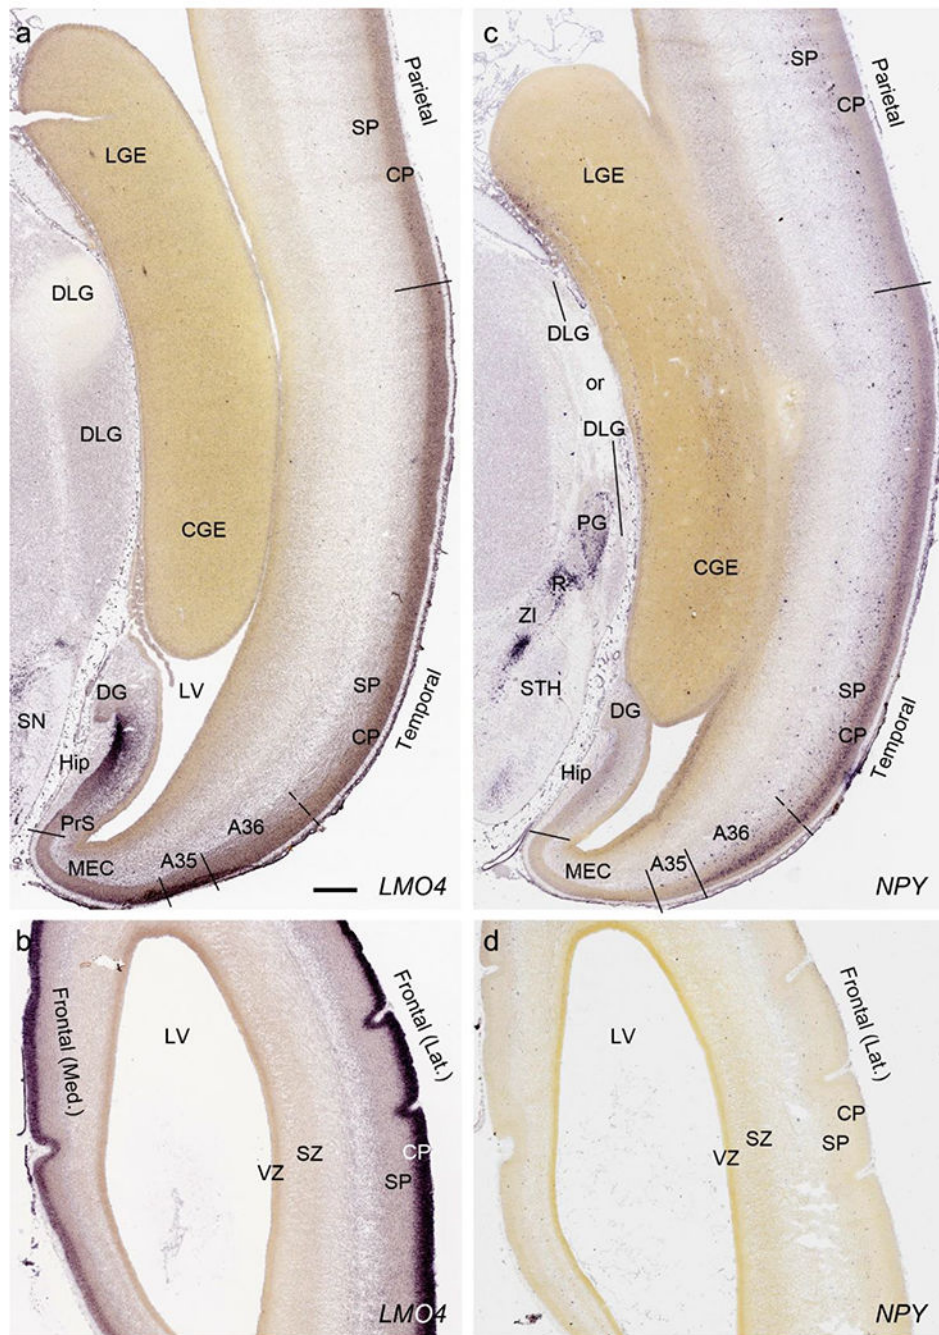 a
Parietal
SP
LGE
CP
DLG
DLG
CGE
DG
LV
SP
SN
CP
Temporal
Hip
PrS
A36
MEC
A35
LMO4
c
SP
Parietal
CP
LGE
DLG
or
DLG
PG
CGE
R
ZI
STH
SP
DG
CP
Temporal
Hip
A36
MEC
A35
NPY
b
Frontal (Med.)
LV
Frontal (Lat.)
SZ
CP
VZ
SP
LMO4
d
LV
Frontal (Lat.)
CP
SZ
SP
VZ
NPY